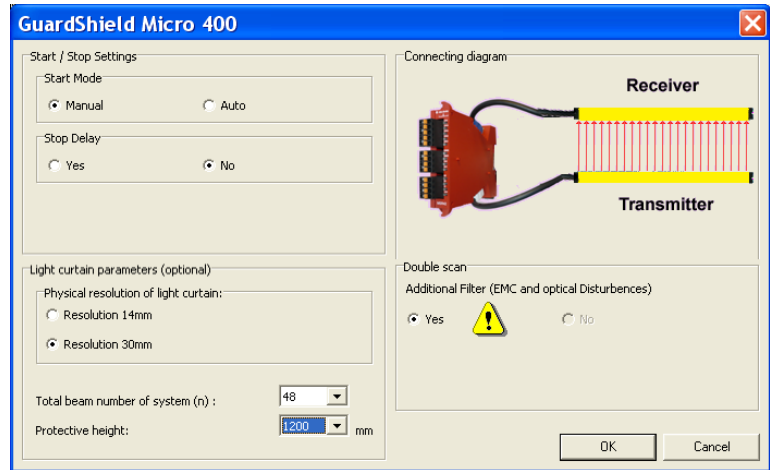 GuardShield Micro 400
Start / Stop Settings
Start Mode
Manual
Auto
Stop Delay
Yes
No
Connecting diagram
Receiver
Transmitter
Light curtain parameters (optional)
Physical resolution of light curtain:
Resolution 14mm
Resolution 30mm
Total beam number of system (n) :
48
Protective height:
1200
mm
Double scan
Additional Filter (EMC and optical Disturbences)
Yes
No
OK
Cancel